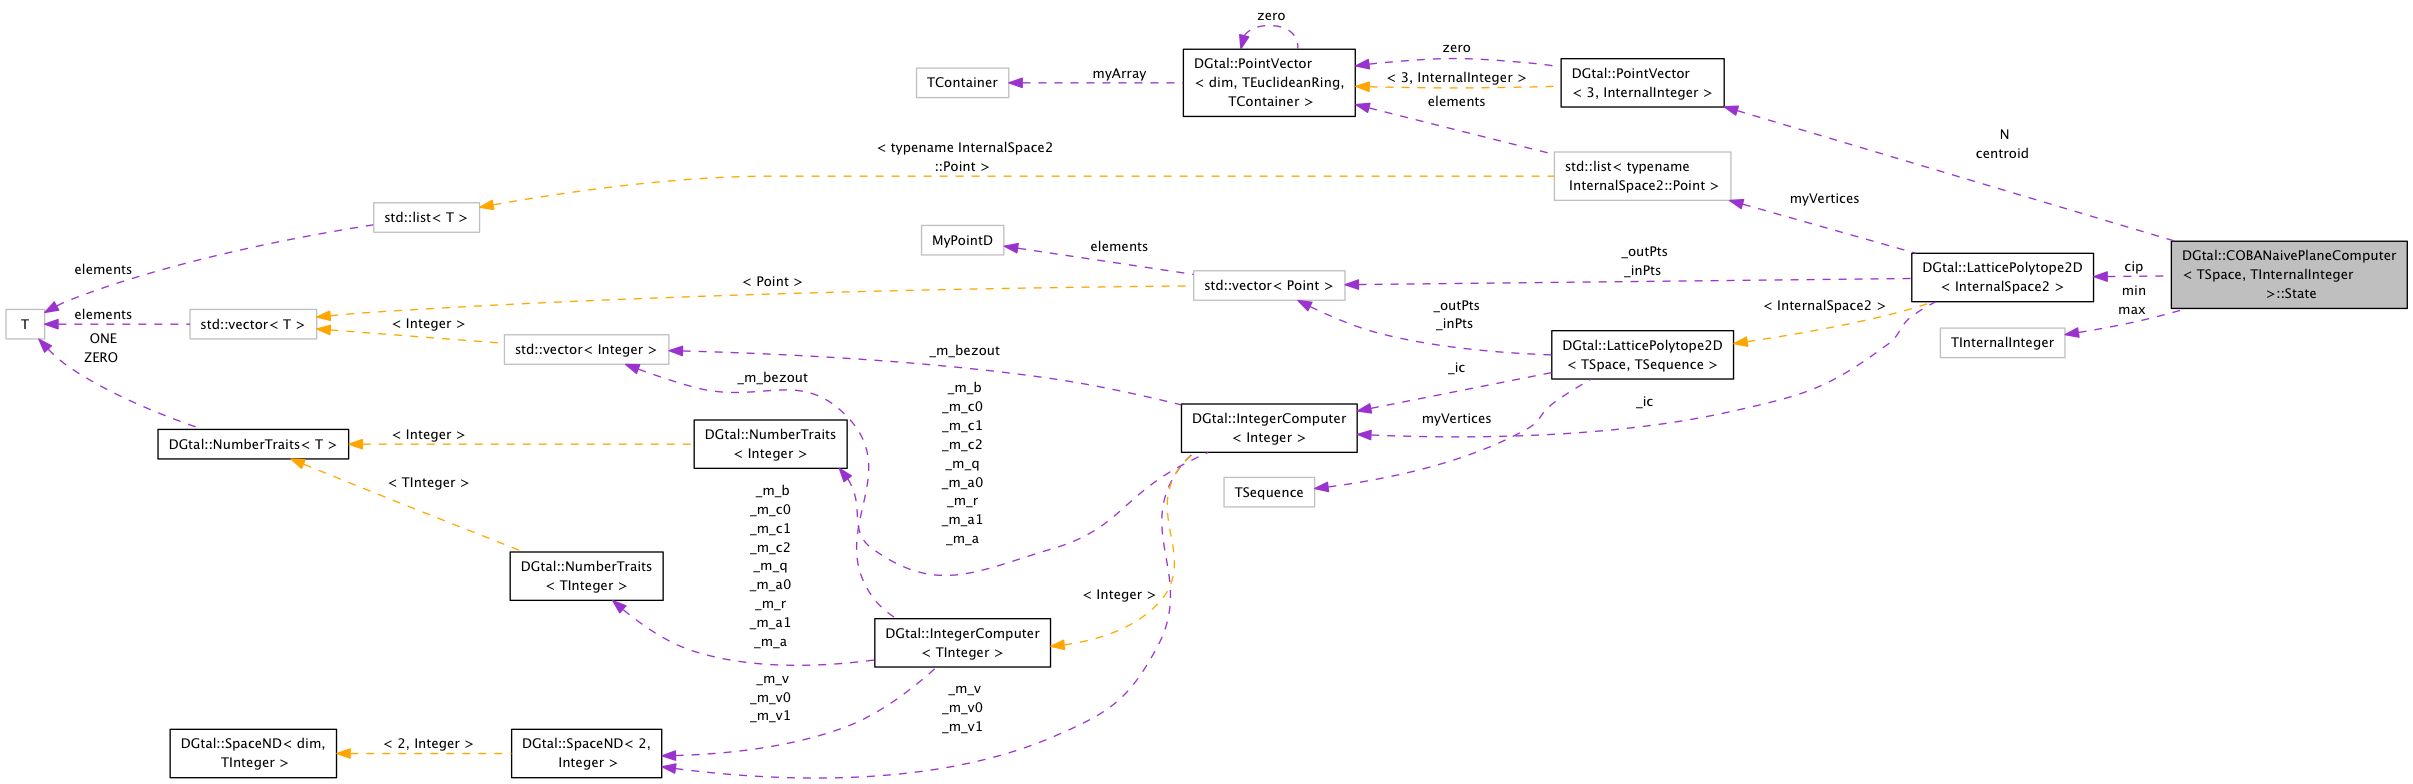 zero
DGtal::PointVector
< dim, TEuclideanRing,
TContainer >
TContainer
myArray
zero
< 3, InternalInteger >
elements
DGtal::PointVector
< 3, InternalInteger >
N
centroid
< typename InternalSpace2
::Point >
std::list< typename
InternalSpace2::Point >
myVertices
std::list< T >
MyPointD
elements
_outPts
_inPts
DGtal::LatticePolytope2D
< InternalSpace2 >
cip
min
max
DGtal::COBANaivePlaneComputer
< TSpace, TInternalInteger
>::State
elements
< Point >
std::vector< Point >
< InternalSpace2 >
T
elements
ONE
ZERO
std::vector< T >
< Integer >
std::vector< Integer >
_outPts
_inPts
DGtal::LatticePolytope2D
< TSpace, TSequence >
TInternalInteger
_m_bezout
_m_bezout
_ic
_ic
_m_b
_m_c0
_m_c1
_m_c2
_m_q
_m_a0
_m_r
_m_a1
_m_a
DGtal::IntegerComputer
< Integer >
myVertices
DGtal::NumberTraits< T >
< Integer >
DGtal::NumberTraits
< Integer >
< TInteger >
TSequence
_m_b
_m_c0
_m_c1
_m_c2
_m_q
_m_a0
_m_r
_m_a1
_m_a
DGtal::NumberTraits
< TInteger >
< Integer >
DGtal::IntegerComputer
< TInteger >
_m_v
_m_v0
_m_v1
_m_v
_m_v0
_m_v1
DGtal::SpaceND< dim,
TInteger >
< 2, Integer >
DGtal::SpaceND< 2,
Integer >